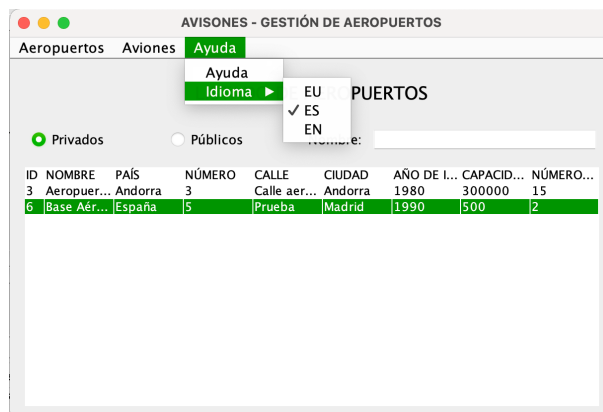 AVISONES - GESTIÓN DE AEROPUERTOS
Aeropuertos Aviones Ayuda
Ayuda
Idioma
EU
ES
EN
PUERTOS
Privados
Públicos
ID NOMBRE PAÍS NÚMERO CALLE CIUDAD AÑO DE I... CAPACID... NÚMERO...
3 Aeropuer... Andorra 3 Calle aer... Andorra 1980 300000 15
6 Base Aér... España 5 Prueba Madrid 1990 500 2